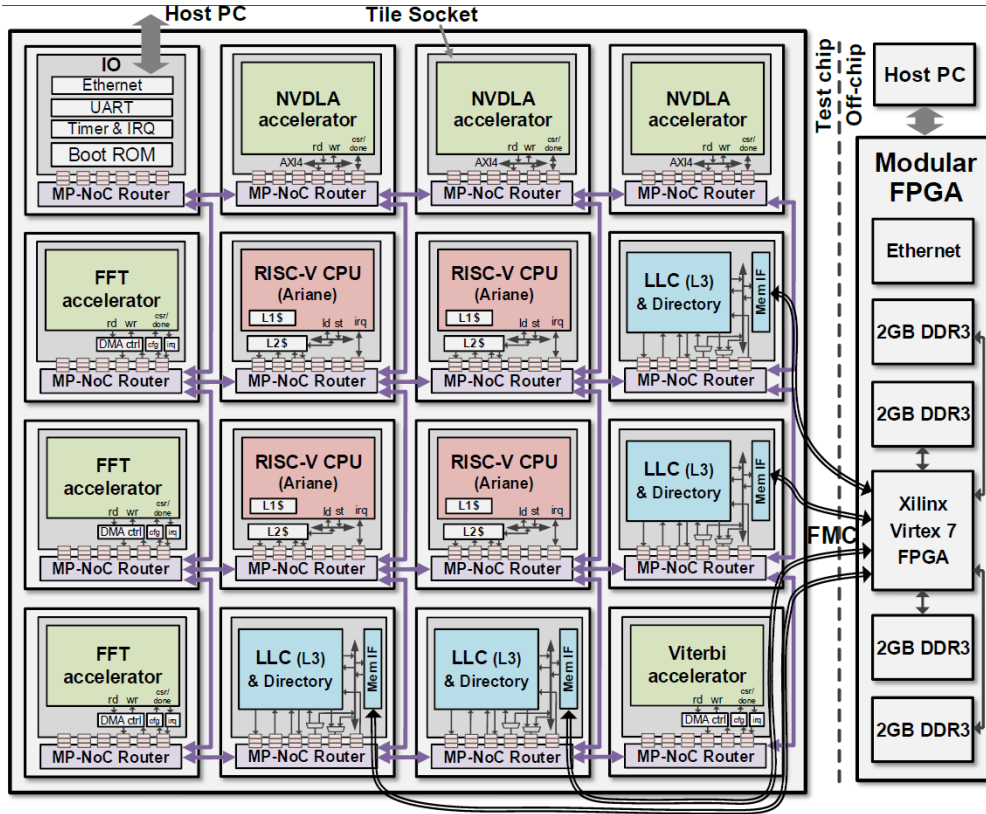 Host PC
Tile Socket
IO
Ethernet
UART
Timer & IRQ
Boot ROM
MP-NoC Router
NVDLA
accelerator
rd wr
csr/
done
AXI4
MP-NoC Router
NVDLA
accelerator
rd wr
csr/
done
AXI4
MP-NoC Router
NVDLA
accelerator
rd wr
csr/
done
AXI4
MP-NoC Router
FFT
accelerator
rd wr
csr/
done
DMA ctrl
cfg
irq
MP-NoC Router
RISC-V CPU
(Ariane)
L1$
ld st irq
L2$
MP-NoC Router
RISC-V CPU
(Ariane)
L1$
ld st irq
L2$
MP-NoC Router
LLC (L3)
& Directory
Mem IF
MP-NoC Router
FFT
accelerator
rd wr
csr/
done
DMA ctrl
cfg
irq
MP-NoC Router
RISC-V CPU
(Ariane)
L1$
ld st irq
L2$
MP-NoC Router
RISC-V CPU
(Ariane)
L1$
ld st irq
L2$
MP-NoC Router
LLC (L3)
& Directory
Mem IF
MP-NoC Router
FFT
accelerator
rd wr
csr/
done
DMA ctrl
cfg
irq
MP-NoC Router
LLC (L3)
& Directory
Mem IF
MP-NoC Router
LLC (L3)
& Directory
Mem IF
MP-NoC Router
Viterbi
accelerator
rd wr
csr/
done
DMA ctrl
cfg
irq
MP-NoC Router
Test chip
Off-chip
FMC
Host PC
Modular
FPGA
Ethernet
2GB DDR3
2GB DDR3
Xilinx
Virtex 7
FPGA
2GB DDR3
2GB DDR3